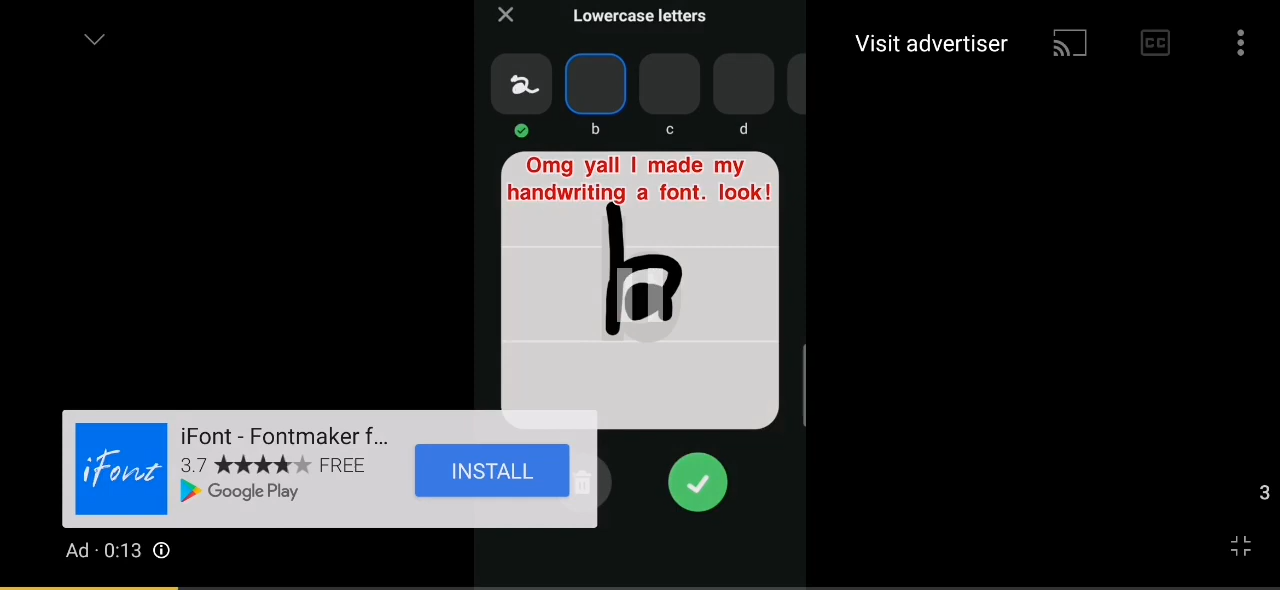 Lowercase letters
Visit advertiser
CC
a
b
c
d
Omg yall I made my
handwriting a font. look!
b
iFont
iFont - Fontmaker f...
3.7 FREE
Google Play
INSTALL
3
Ad · 0:13